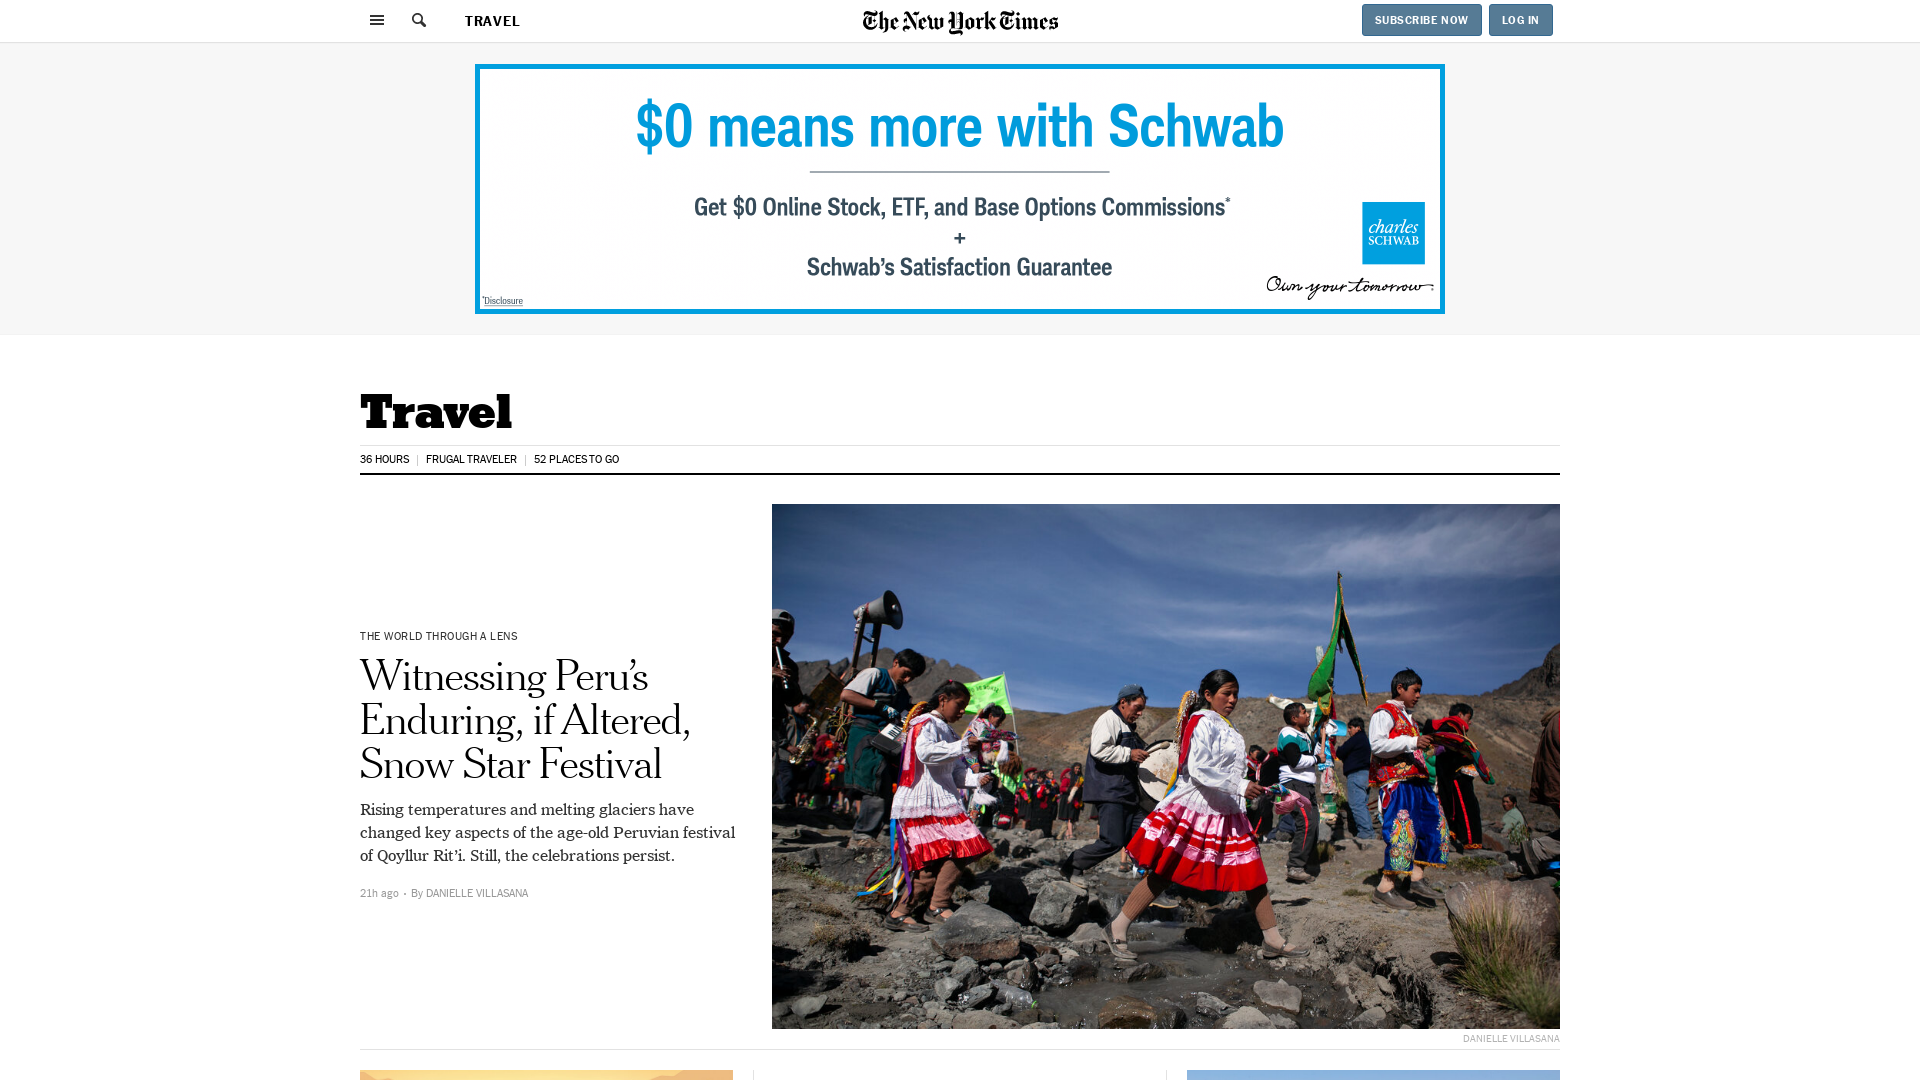 TRAVEL
The New York Times
SUBSCRIBE NOW
LOG IN
$0 means more with Schwab
Get $0 Online Stock, ETF, and Base Options Commissions*
+
Schwab's Satisfaction Guarantee
charles
SCHWAB
Own your tomorrow
*Disclosure
Travel
36 HOURS
FRUGAL TRAVELER
52 PLACES TO GO
THE WORLD THROUGH A LENS
Witnessing Peru’s
Enduring, if Altered,
Snow Star Festival
Rising temperatures and melting glaciers have
changed key aspects of the age-old Peruvian festival
of Qoyllur Rit’i. Still, the celebrations persist.
21h ago • By DANIELLE VILLASANA
DANIELLE VILLASANA